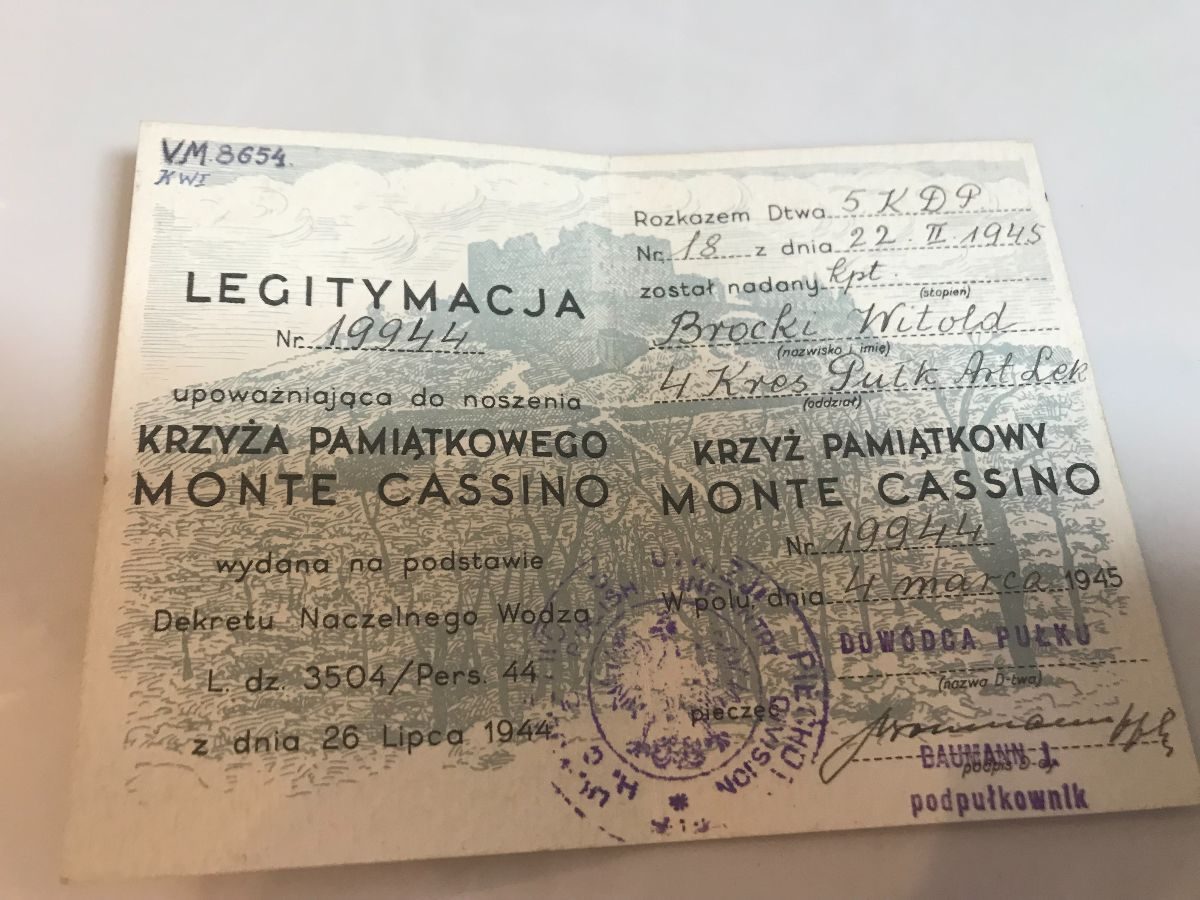 VM.8654.
KWI
LEGITYMACJA
Nr. 19944
upoważniająca do noszenia
KRZYŻA PAMIĄTKOWEGO
MONTE CASSINO
wydana na podstawie
Dekretu Naczelnego Wodza
L. dz. 3504/Pers. 44
z dnia 26 Lipca 1944
Rozkazem Dtwa 5 KDP
Nr. 18 z dnia 22 II. 1945
został nadany kpt.
(stopień)
Brocki Witold
(nazwisko i imię)
4 Kres Pułk Art Lek
(oddział)
KRZYŻ PAMIĄTKOWY
MONTE CASSINO
Nr. 19944
W polu, dnia 4 marca 1945
DOWÓDCA PUŁKU
(nazwa D-twa)
pieczęć
BAUMANN J.
podpis D-cy
podpułkownik
INFANTRY DIVISION